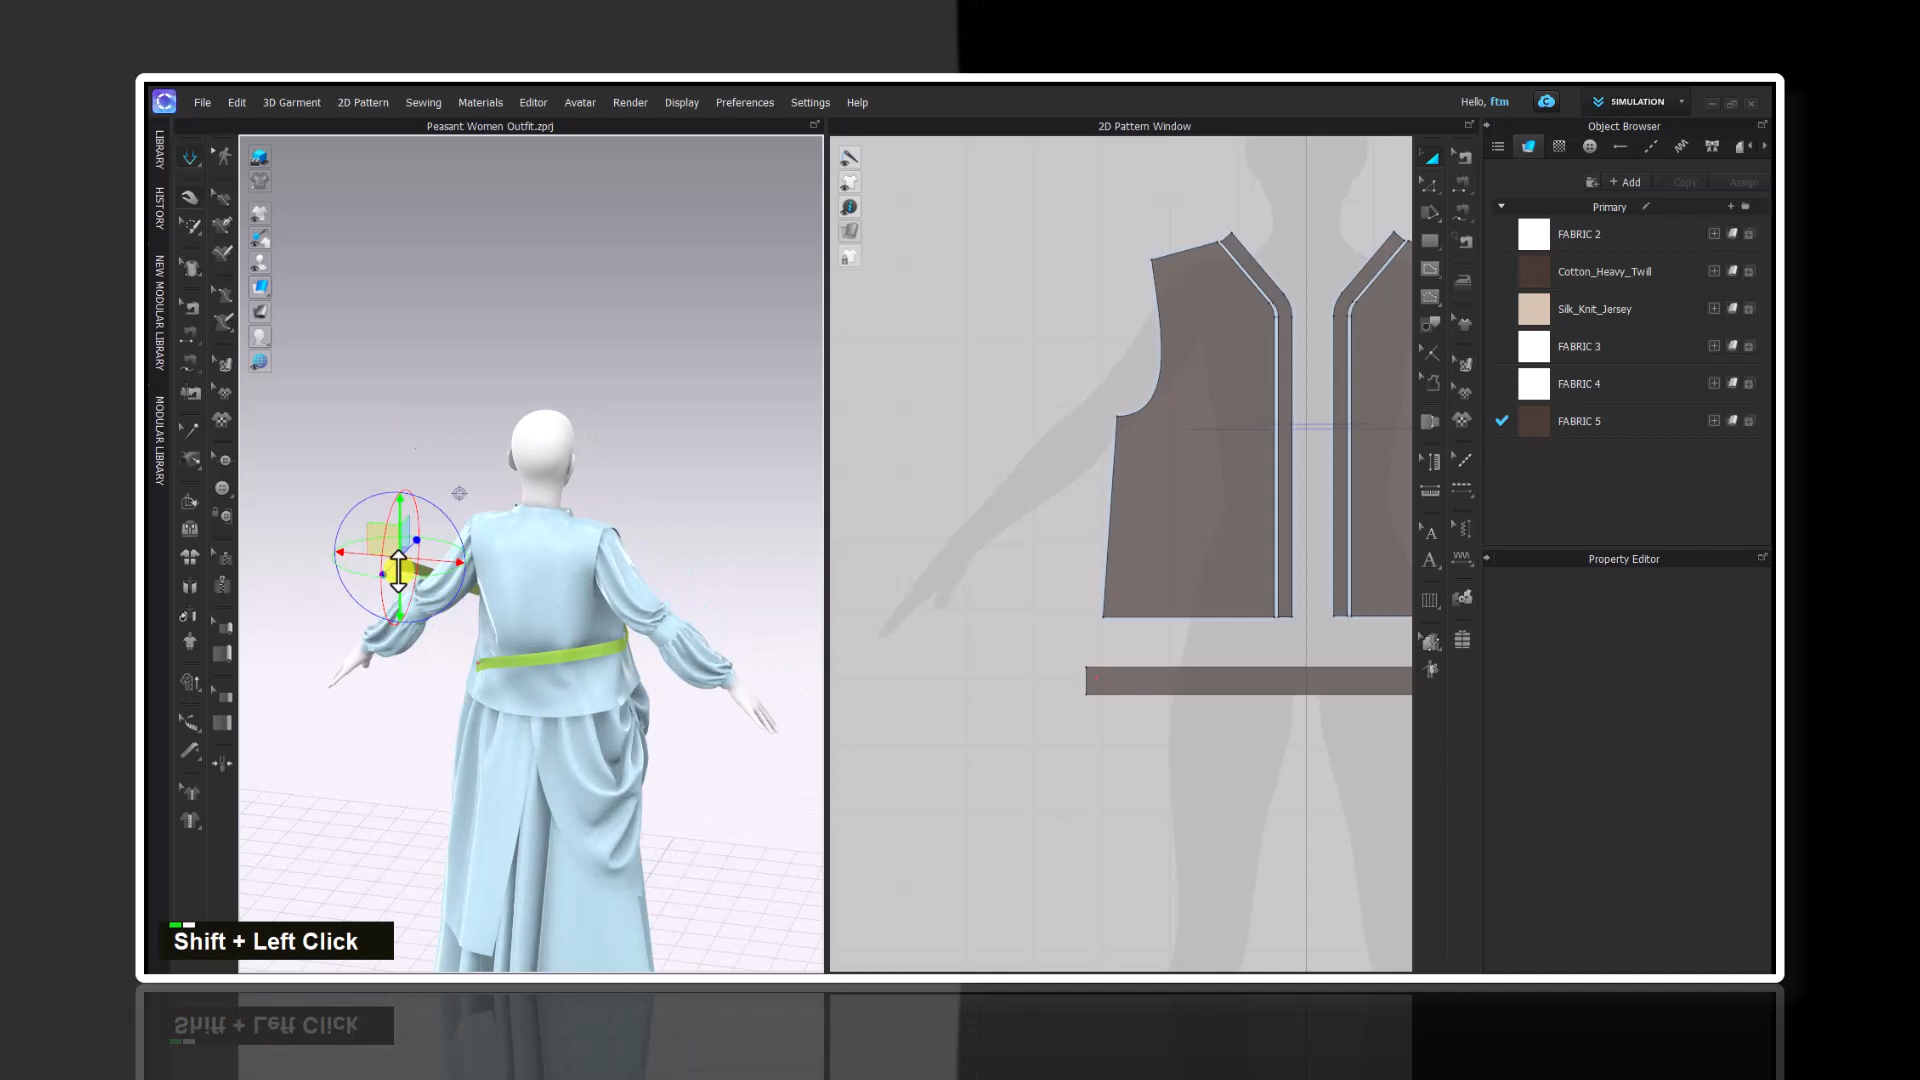 File Edit 3D Garment 2D Pattern Sewing Materials Editor Avatar Render Display Preferences Settings Help
Hello, ftm
SIMULATION
Peasant Women Outfit.zprj
2D Pattern Window
Object Browser
LIBRARY
HISTORY
NEW MODULAR LIBRARY
MODULAR LIBRARY
+ Add Copy Assign
Primary
FABRIC 2
Cotton_Heavy_Twill
Silk_Knit_Jersey
FABRIC 3
FABRIC 4
FABRIC 5
Property Editor
Shift + Left Click
Shift + Left Click